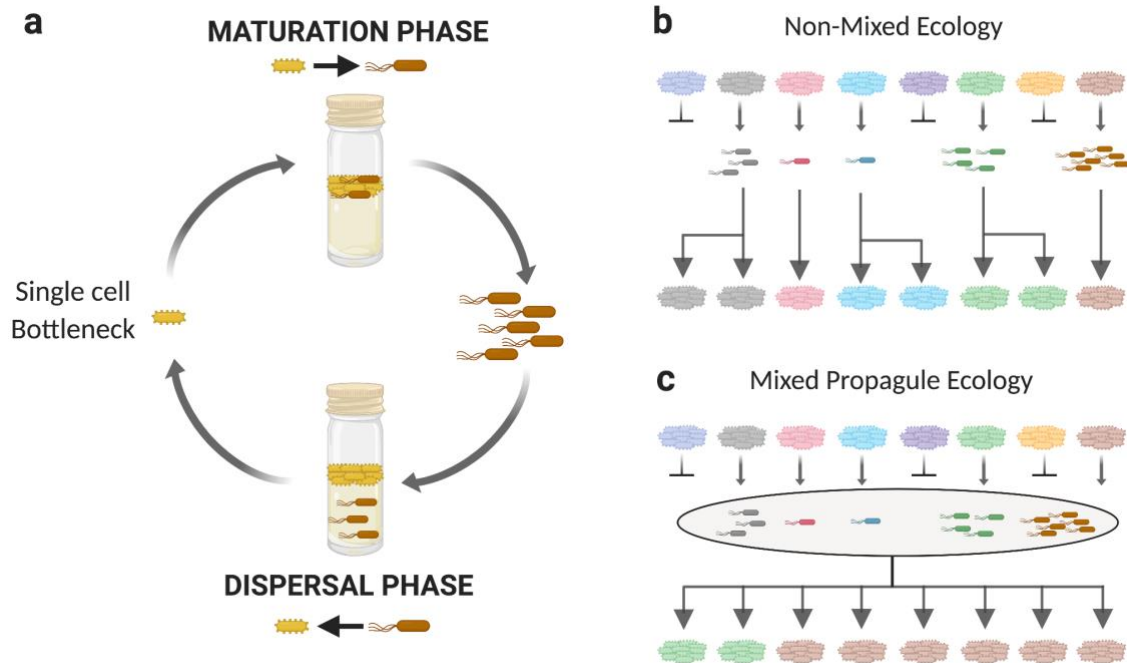 a
MATURATION PHASE
Single cell
Bottleneck
DISPERSAL PHASE
b
Non-Mixed Ecology
c
Mixed Propagule Ecology